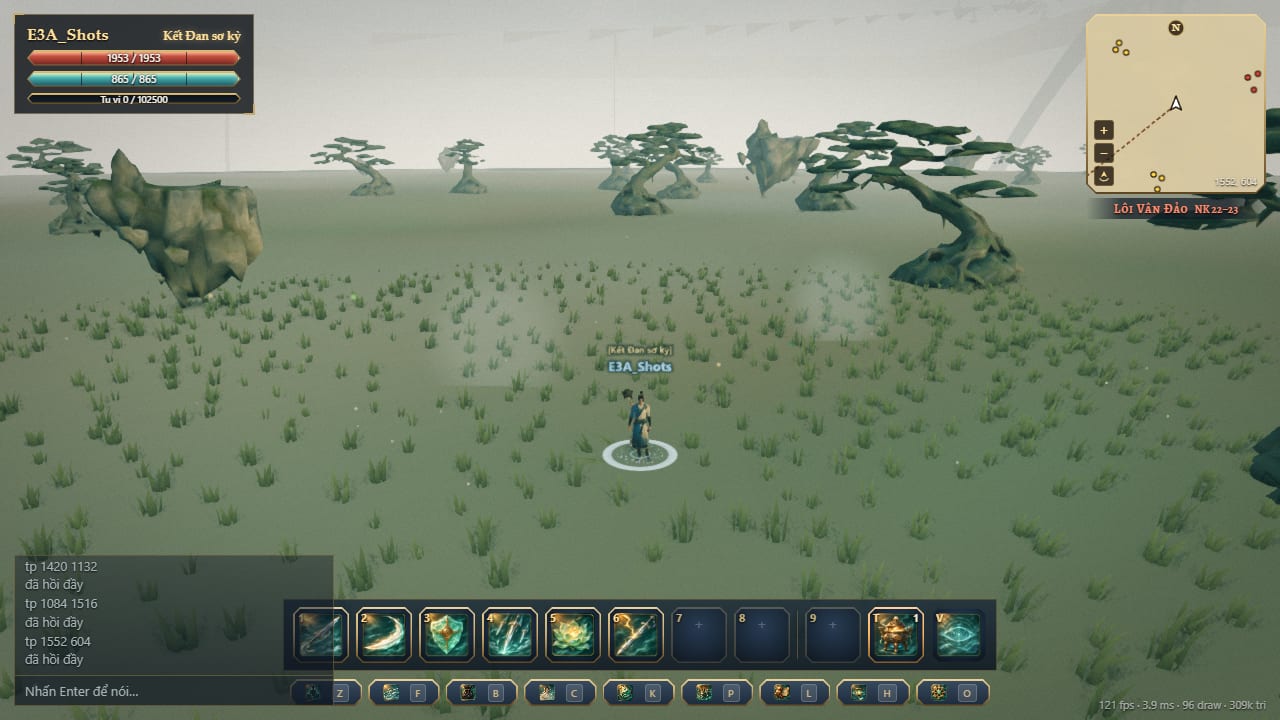 E3A_Shots
Kết Đan sơ kỳ
1953 / 1953
865 / 865
Tu vi 0 / 102500
N
+
−
1552, 604
Lôi Vân Đảo NK 22-23
[Kết Đan sơ kỳ]
E3A_Shots
tp 1420 1132
đã hồi đầy
tp 1084 1516
đã hồi đầy
tp 1552 604
đã hồi đầy
Nhấn Enter để nói...
1 2 3 4 5 6 7 + 8 + 9 + T 1 V
Z F B C K P L H O
121 fps · 3.9 ms · 96 draw · 309k tri